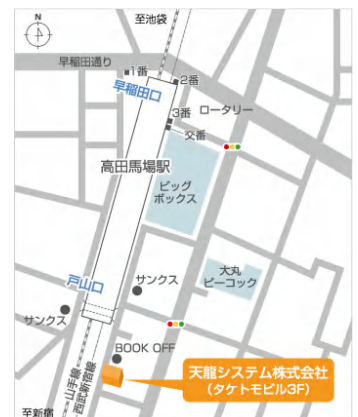 N
至池袋
早稲田通り
1番
2番
早稲田口
ロータリー
3番
交番
高田馬場駅
ビッグ
ボックス
戸山口
サンクス
大丸
ピーコック
サンクス
BOOK OFF
山手線
西武新宿線
天龍システム株式会社
(タケトモビル3F)
至新宿